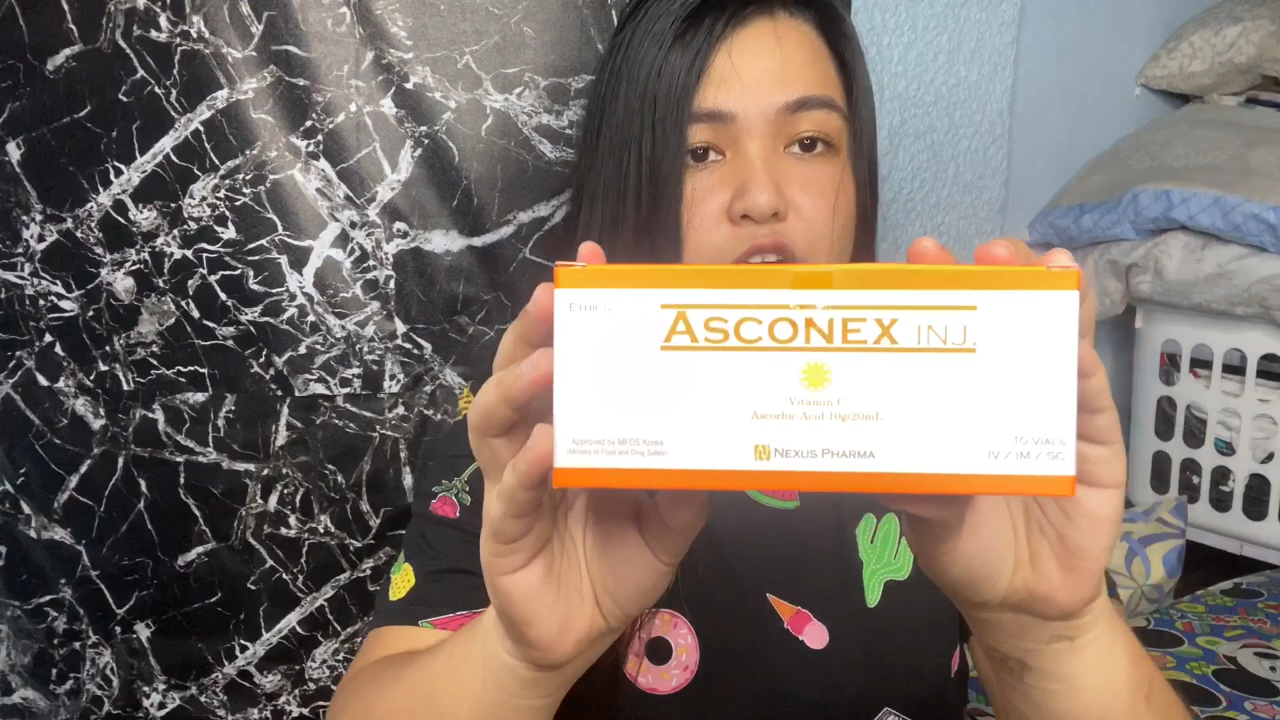 ETHICS
ASCONEX INJ.
Vitamin C
Ascorbic Acid 10g/20mL
Approved by MFDS Korea
(Ministry of Food and Drug Safety)
NEXUS PHARMA
10 VIALS
IV / IM / SC